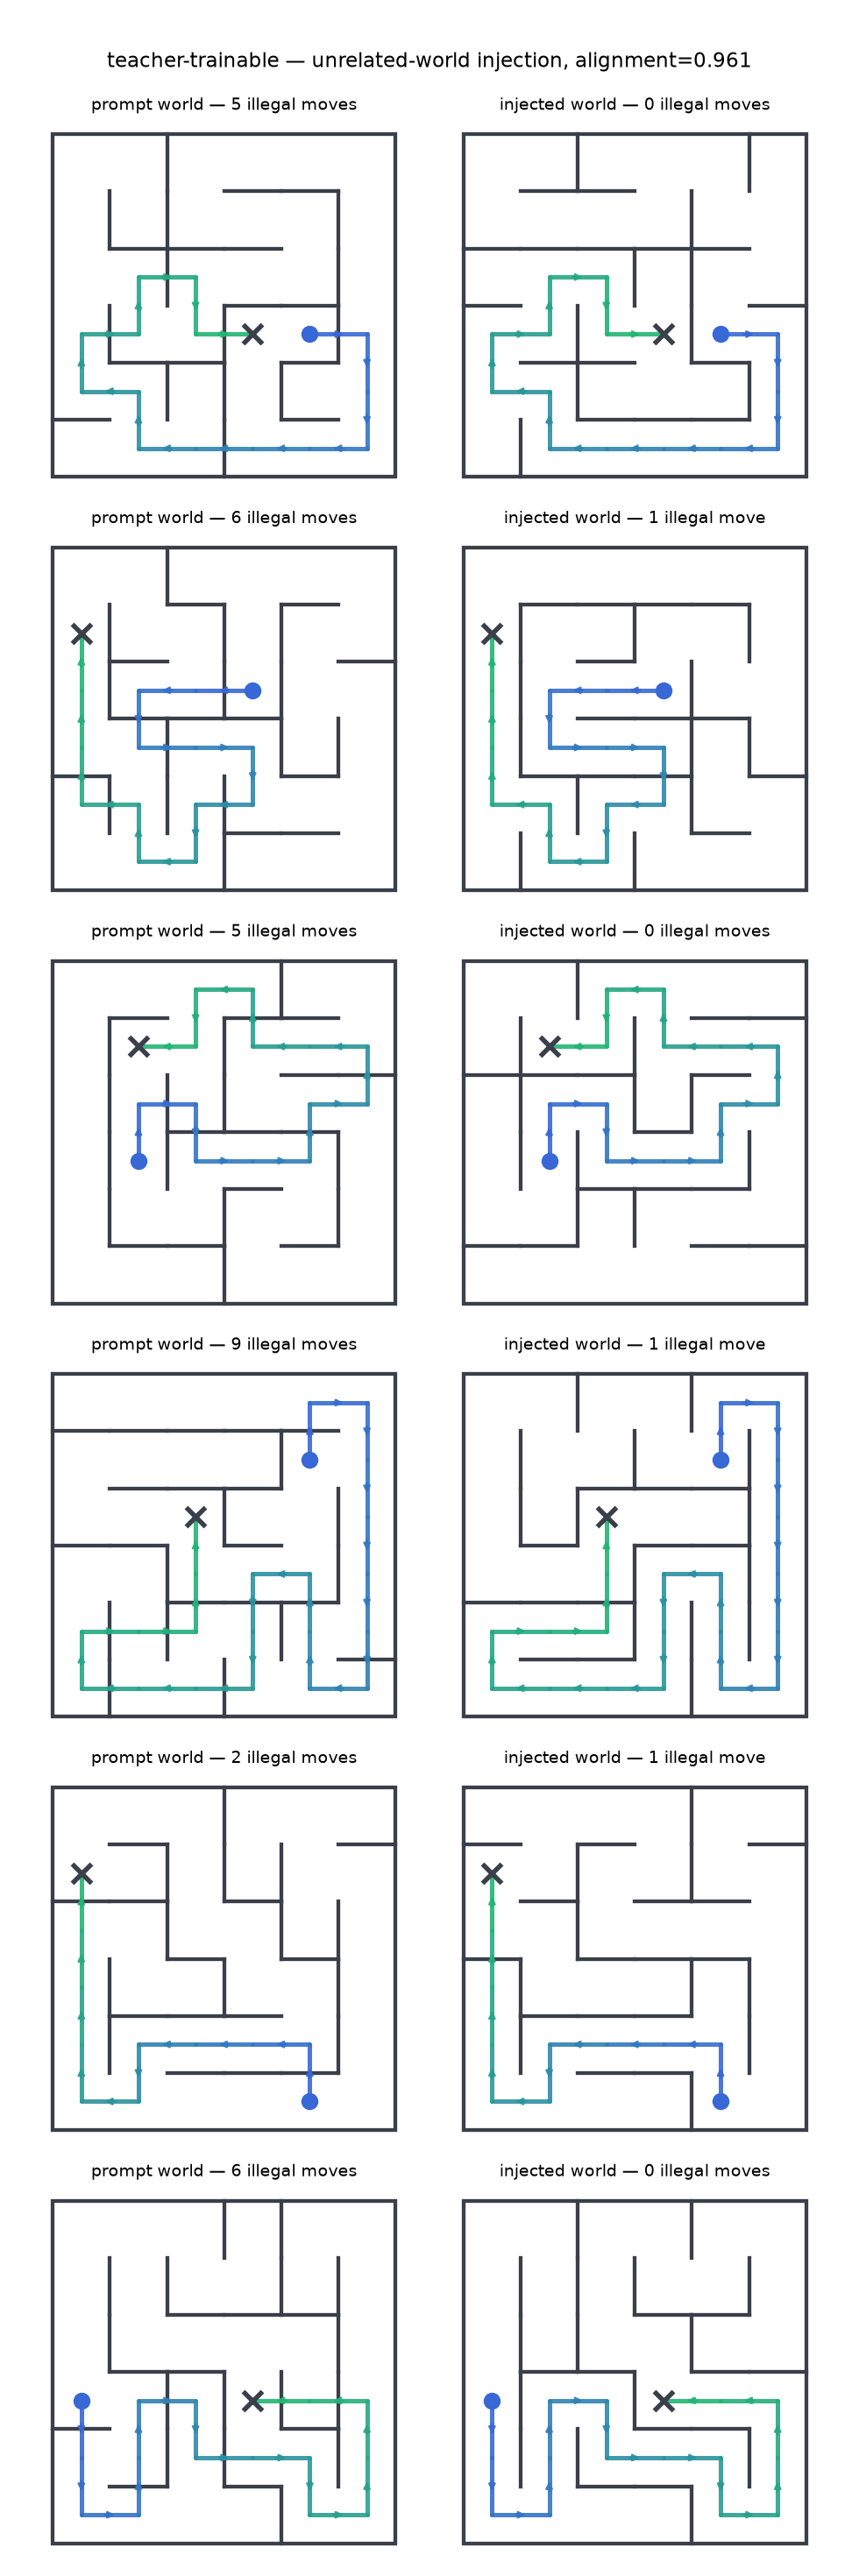 teacher-trainable — unrelated-world injection, alignment=0.961
prompt world — 5 illegal moves
injected world — 0 illegal moves
prompt world — 6 illegal moves
injected world — 1 illegal move
prompt world — 5 illegal moves
injected world — 0 illegal moves
prompt world — 9 illegal moves
injected world — 1 illegal move
prompt world — 2 illegal moves
injected world — 1 illegal move
prompt world — 6 illegal moves
injected world — 0 illegal moves